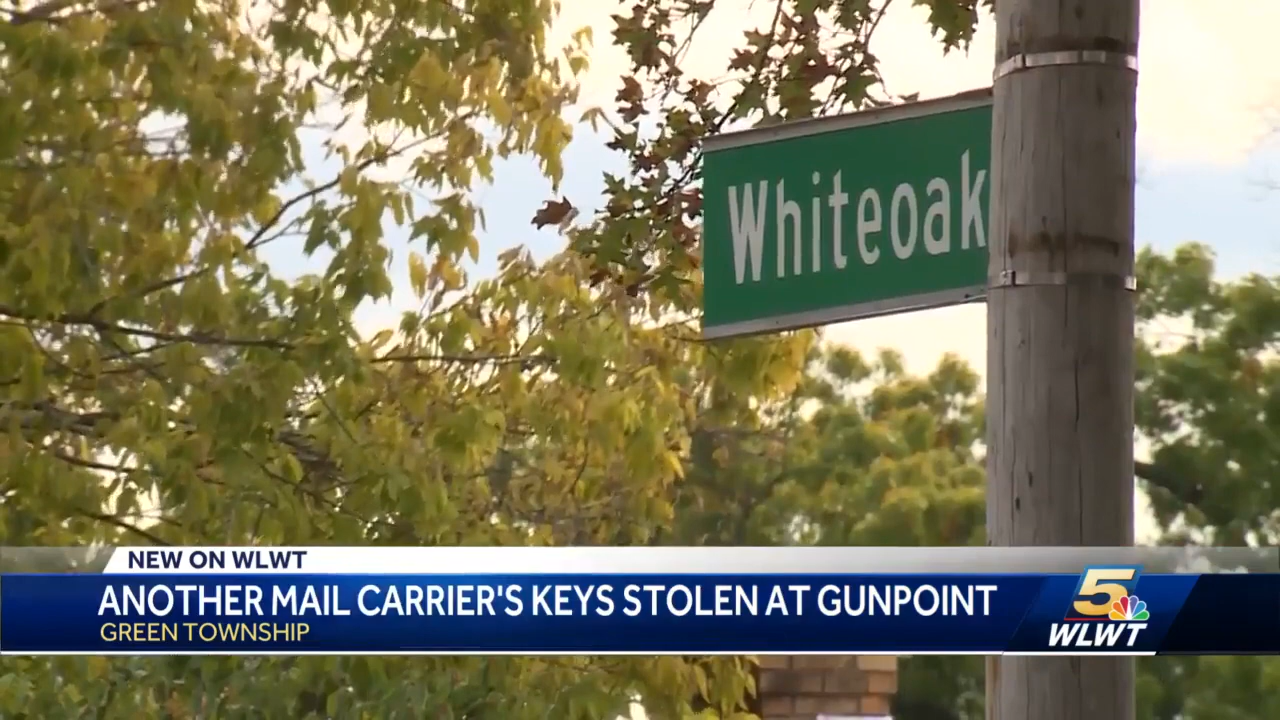 Whiteoak
NEW ON WLWT
ANOTHER MAIL CARRIER'S KEYS STOLEN AT GUNPOINT
GREEN TOWNSHIP
5
WLWT